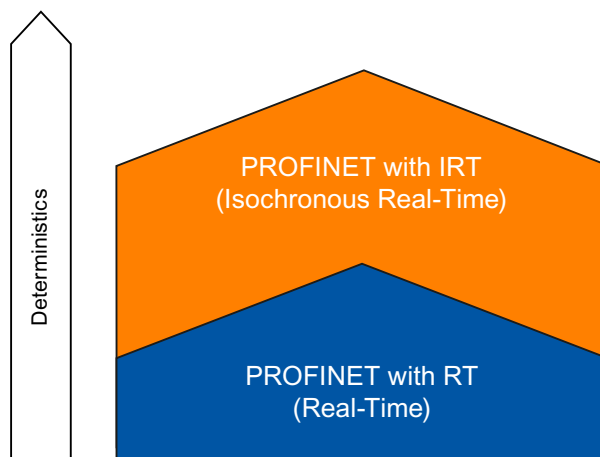 Deterministics
PROFINET with IRT
(Isochronous Real-Time)
PROFINET with RT
(Real-Time)